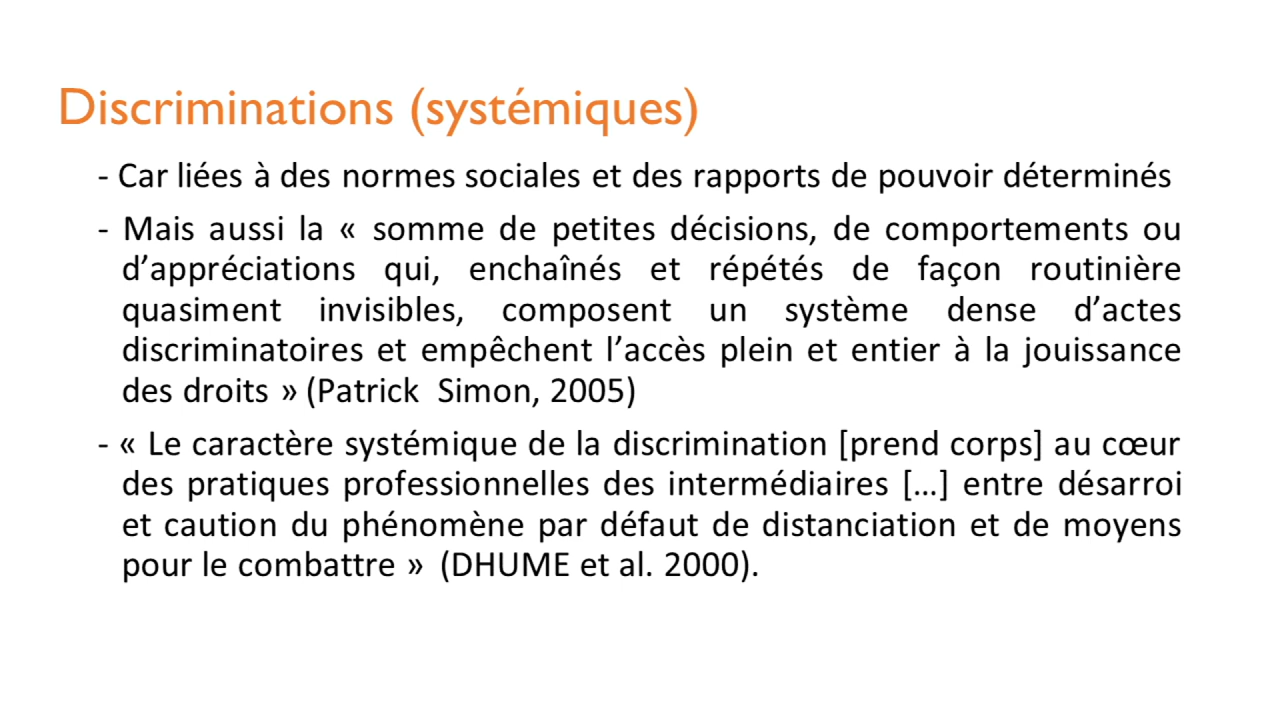 Discriminations (systémiques)
- Car liées à des normes sociales et des rapports de pouvoir déterminés
- Mais aussi la « somme de petites décisions, de comportements ou
d’appréciations qui, enchaînés et répétés de façon routinière
quasiment invisibles, composent un système dense d’actes
discriminatoires et empêchent l’accès plein et entier à la jouissance
des droits » (Patrick Simon, 2005)
- « Le caractère systémique de la discrimination [prend corps] au cœur
des pratiques professionnelles des intermédiaires […] entre désarroi
et caution du phénomène par défaut de distanciation et de moyens
pour le combattre » (DHUME et al. 2000).